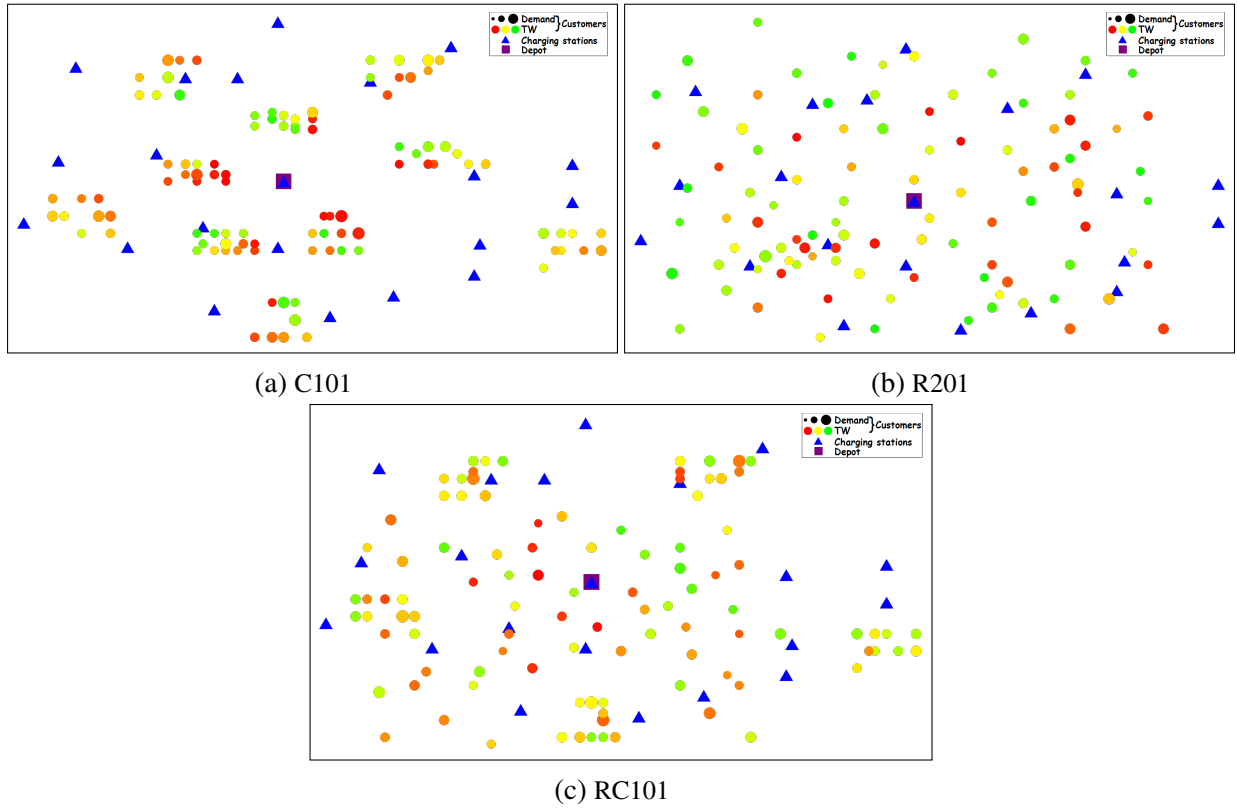 Demand
TW
Customers
Charging stations
Depot
Demand
TW
Customers
Charging stations
Depot
(a) C101
(b) R201
Demand
TW
Customers
Charging stations
Depot
(c) RC101